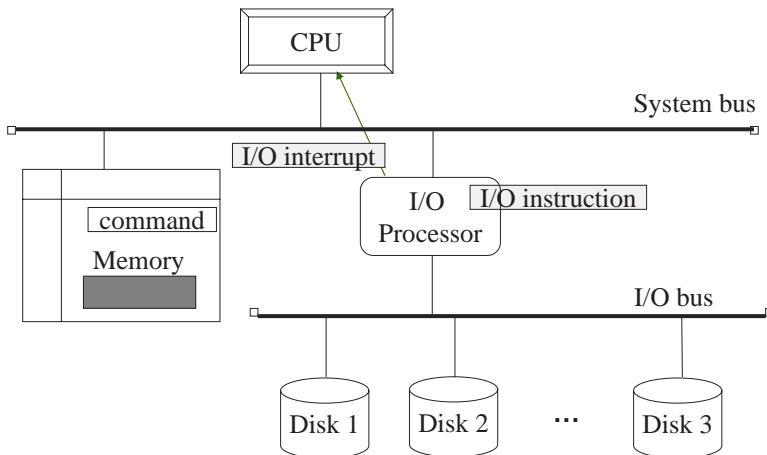 CPU
System bus
I/O interrupt
I/O
Processor
I/O instruction
command
Memory
I/O bus
Disk 1
Disk 2
...
Disk 3